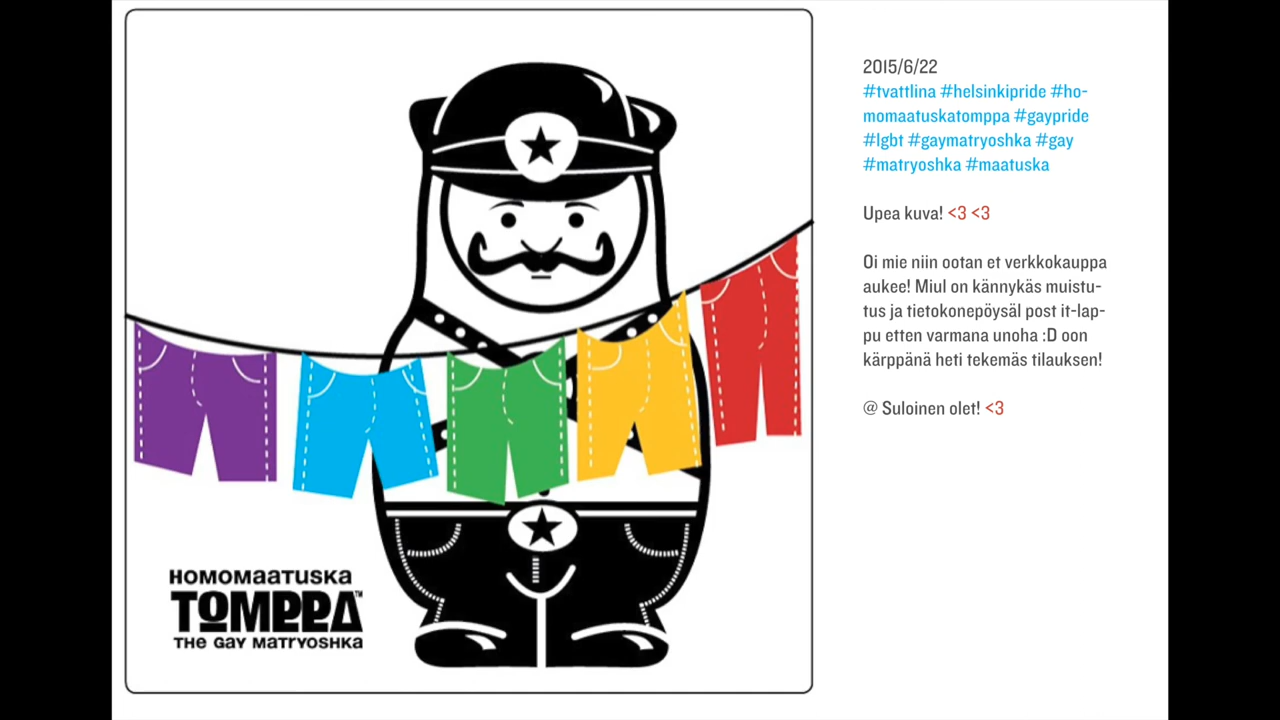 HOMOMAATUSKA
TOMPPA™
THE GAY MATRYOSHKA
2015/6/22
#tvattlina #helsinkipride #ho-
momaatuskatomppa #gaypride
#lgbt #gaymatryoshka #gay
#matryoshka #maatuska
Upea kuva! <3 <3
Oi mie niin ootan et verkkokauppa
aukee! Miul on kännykäs muistu-
tus ja tietokonepöysäl post it-lap-
pu etten varmana unoha :D oon
kärppänä heti tekemäs tilauksen!
@ Suloinen olet! <3